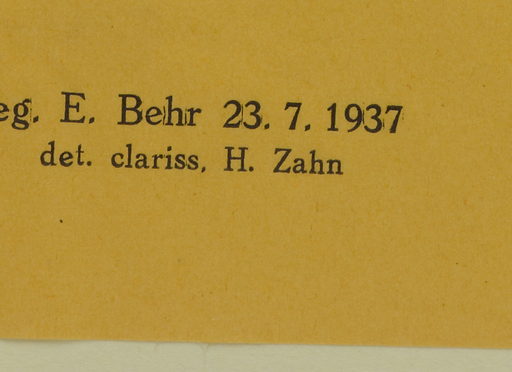 eg. E. Behr 23. 7. 1937
det. clariss. H. Zahn